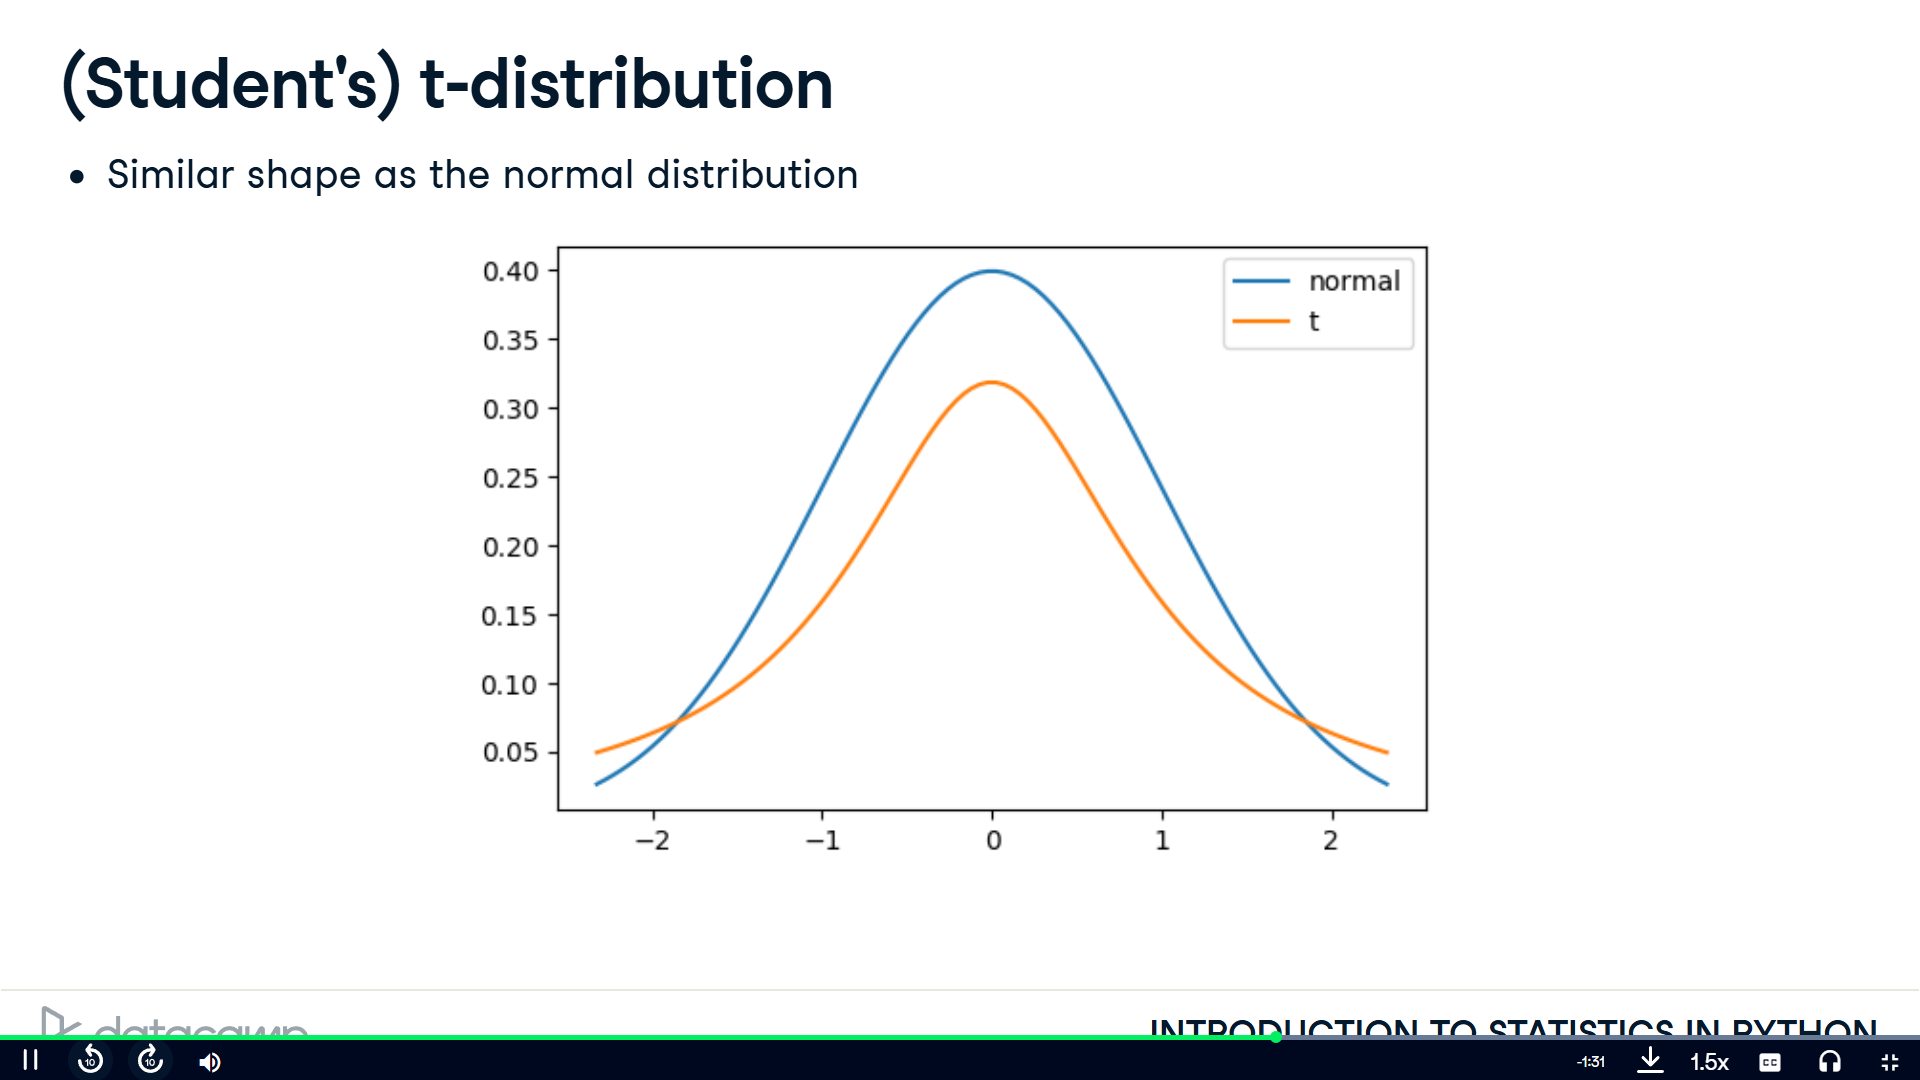 (Student's) t-distribution
• Similar shape as the normal distribution
normal
t
0.40
0.35
0.30
0.25
0.20
0.15
0.10
0.05
−2 −1 0 1 2
datacamp
INTRODUCTION TO STATISTICS IN PYTHON
10 10 -1:31 1.5x CC